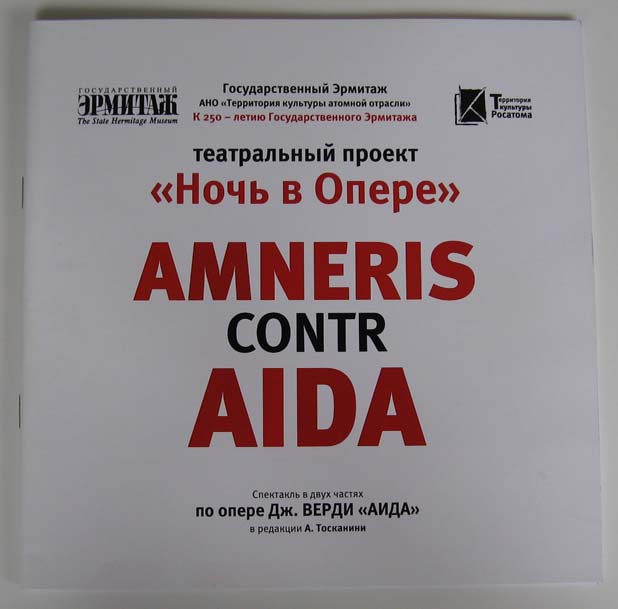 ГОСУДАРСТВЕННЫЙ
ЭРМИТАЖ
The State Hermitage Museum
Государственный Эрмитаж
АНО «Территория культуры атомной отрасли»
К 250 – летию Государственного Эрмитажа
Территория
Культуры
Росатома
театральный проект
«Ночь в Опере»
AMNERIS
CONTR
AIDA
Спектакль в двух частях
по опере Дж. ВЕРДИ «АИДА»
в редакции А. Тосканини